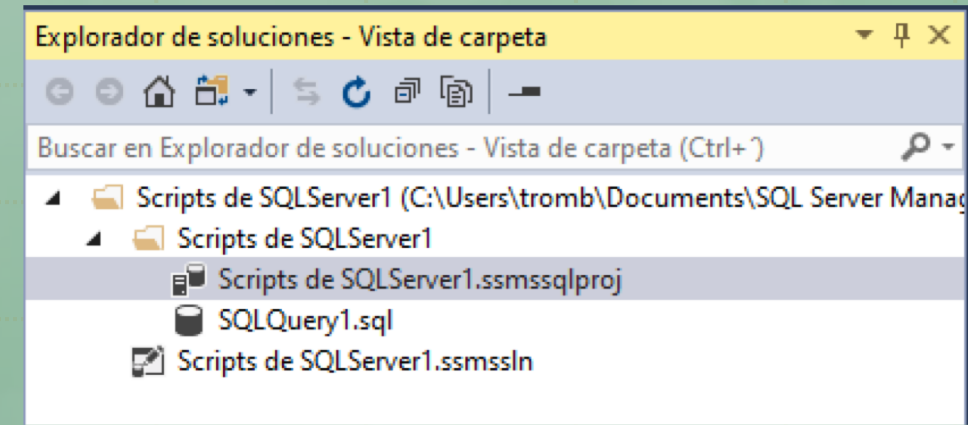 Explorador de soluciones - Vista de carpeta
Buscar en Explorador de soluciones - Vista de carpeta (Ctrl+´)
Scripts de SQLServer1 (C:\Users\tromb\Documents\SQL Server Manag
Scripts de SQLServer1
Scripts de SQLServer1.ssmssqlproj
SQLQuery1.sql
Scripts de SQLServer1.ssmssln